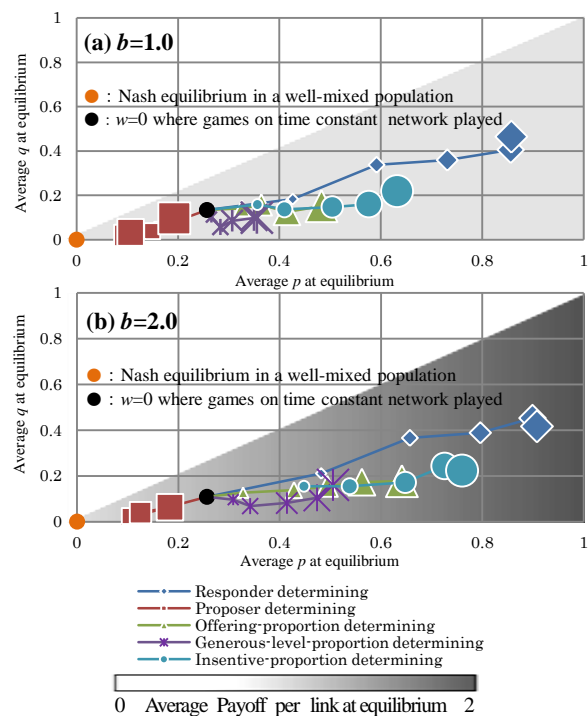 (a) b=1.0
Average q at equilibrium
1
0.8
0.6
0.4
0.2
0
: Nash equilibrium in a well-mixed population
: w=0 where games on time constant network played
0 0.2 0.4 0.6 0.8 1
Average p at equilibrium
(b) b=2.0
Average q at equilibrium
1
0.8
0.6
0.4
0.2
0
: Nash equilibrium in a well-mixed population
: w=0 where games on time constant network played
0 0.2 0.4 0.6 0.8 1
Average p at equilibrium
Responder determining
Proposer determining
Offering-proportion determining
Generous-level-proportion determining
Insentive-proportion determining
0 Average Payoff per link at equilibrium 2